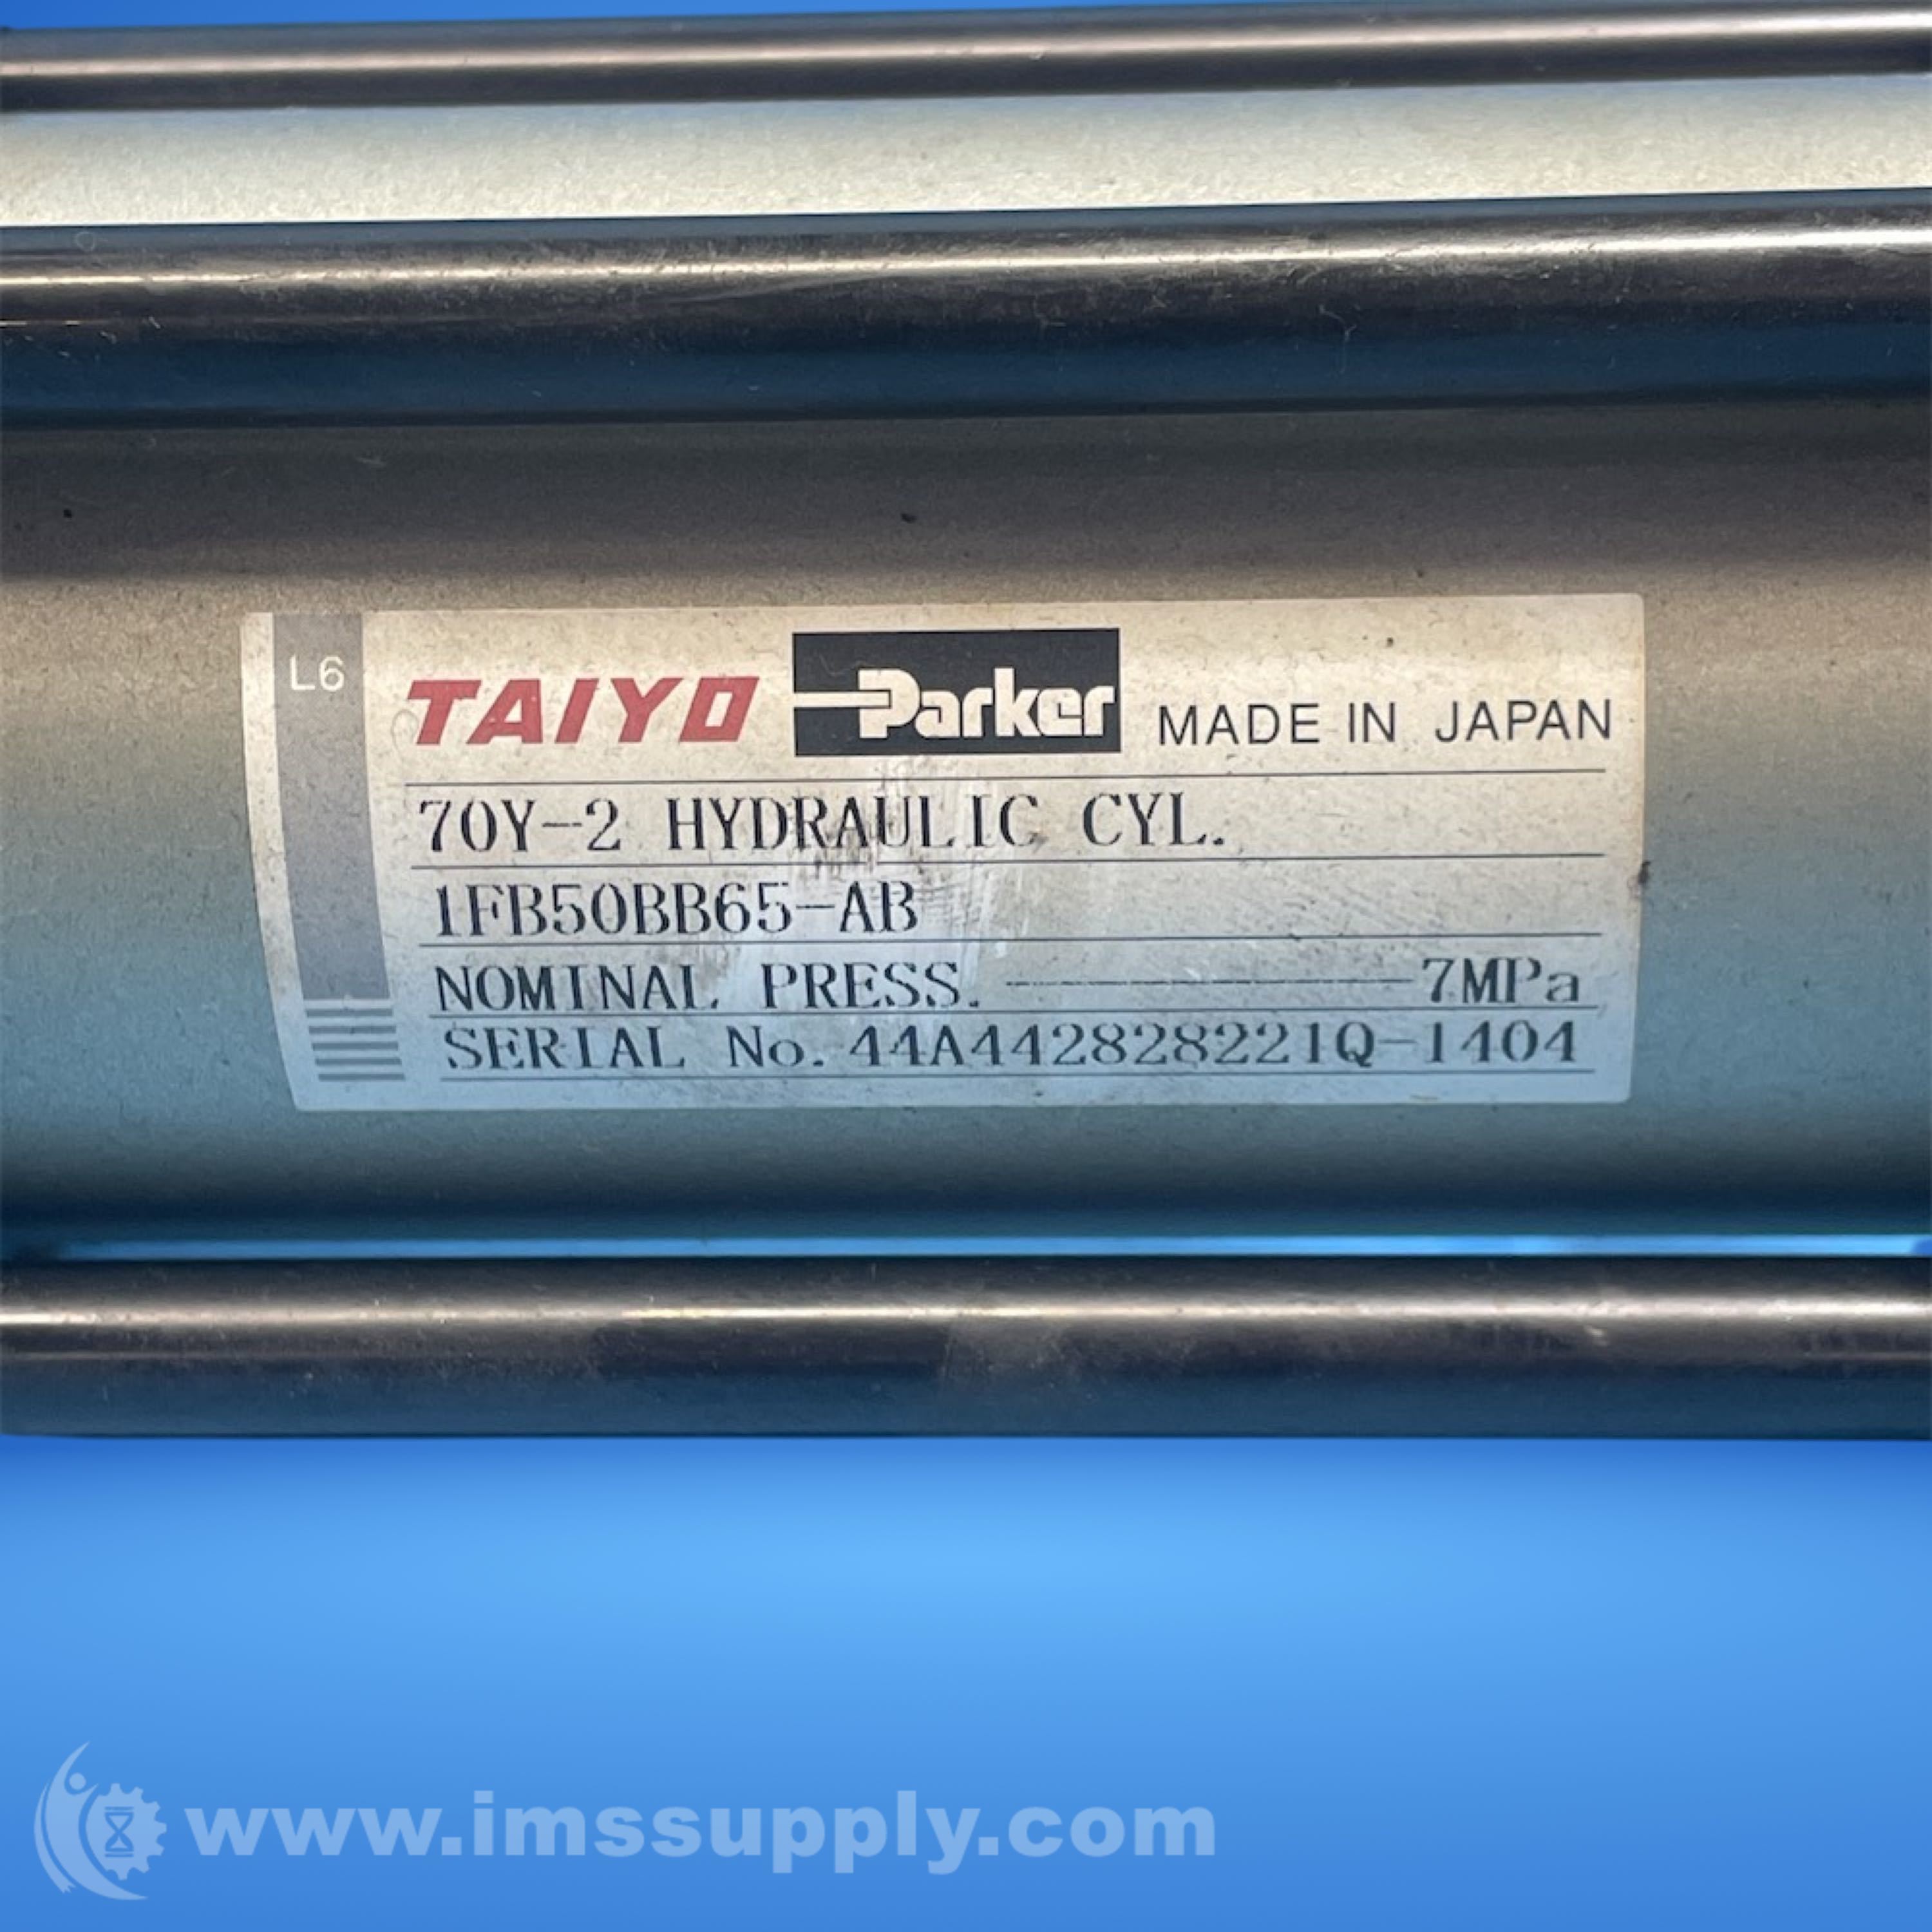 L6
TAIYO Parker MADE IN JAPAN
70Y-2 HYDRAULIC CYL.
1FB50BB65-AB
NOMINAL PRESS. ———— 7MPa
SERIAL No. 44A442828221Q-1404
www.imssupply.com